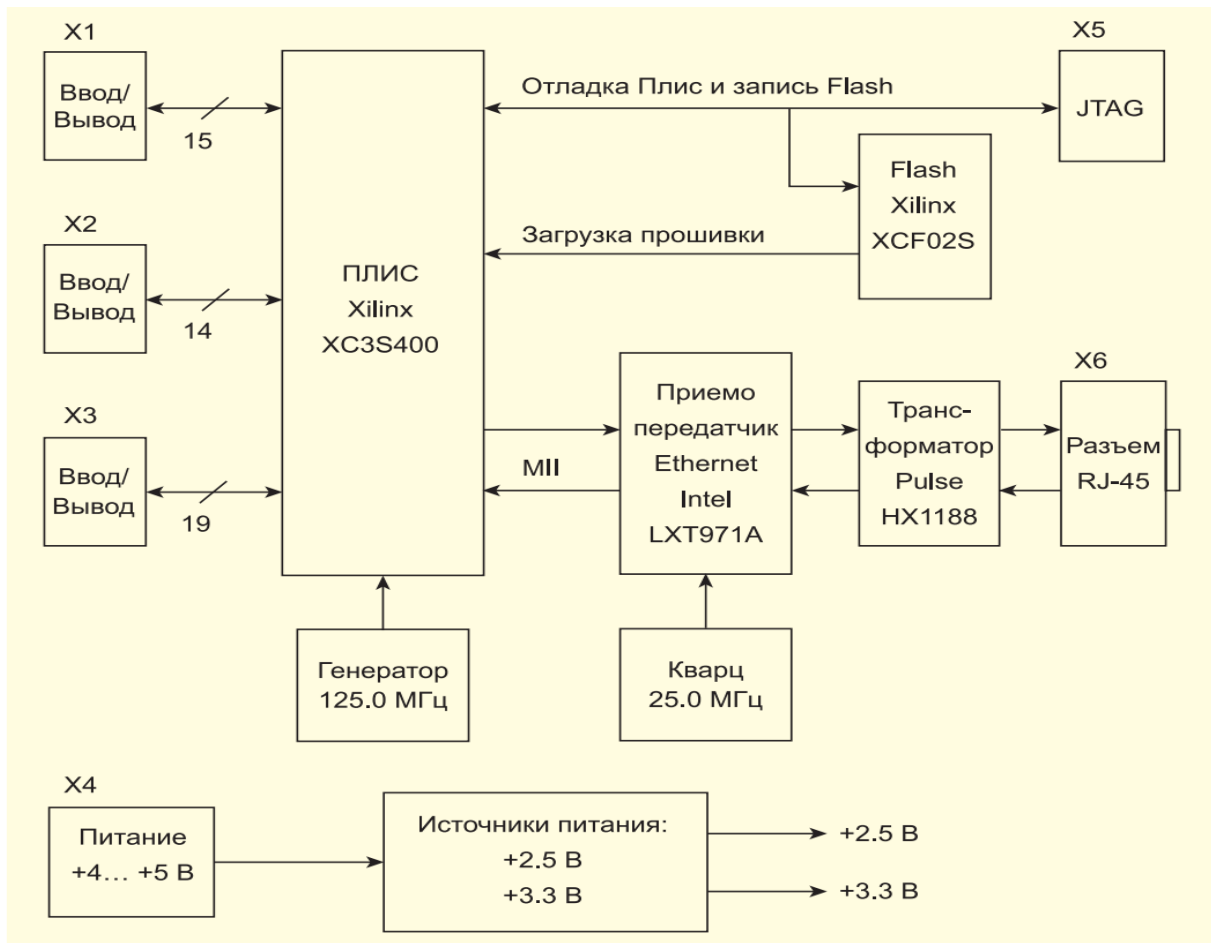 X1
Ввод/
Вывод
15
X2
Ввод/
Вывод
14
X3
Ввод/
Вывод
19
ПЛИС
Xilinx
XC3S400
Отладка Плис и запись Flash
X5
JTAG
Flash
Xilinx
XCF02S
Загрузка прошивки
MII
Приемо
передатчик
Ethernet
Intel
LXT971A
Транс-
форматор
Pulse
HX1188
X6
Разъем
RJ-45
Генератор
125.0 МГц
Кварц
25.0 МГц
X4
Питание
+4... +5 В
Источники питания:
+2.5 В
+3.3 В
+2.5 В
+3.3 В